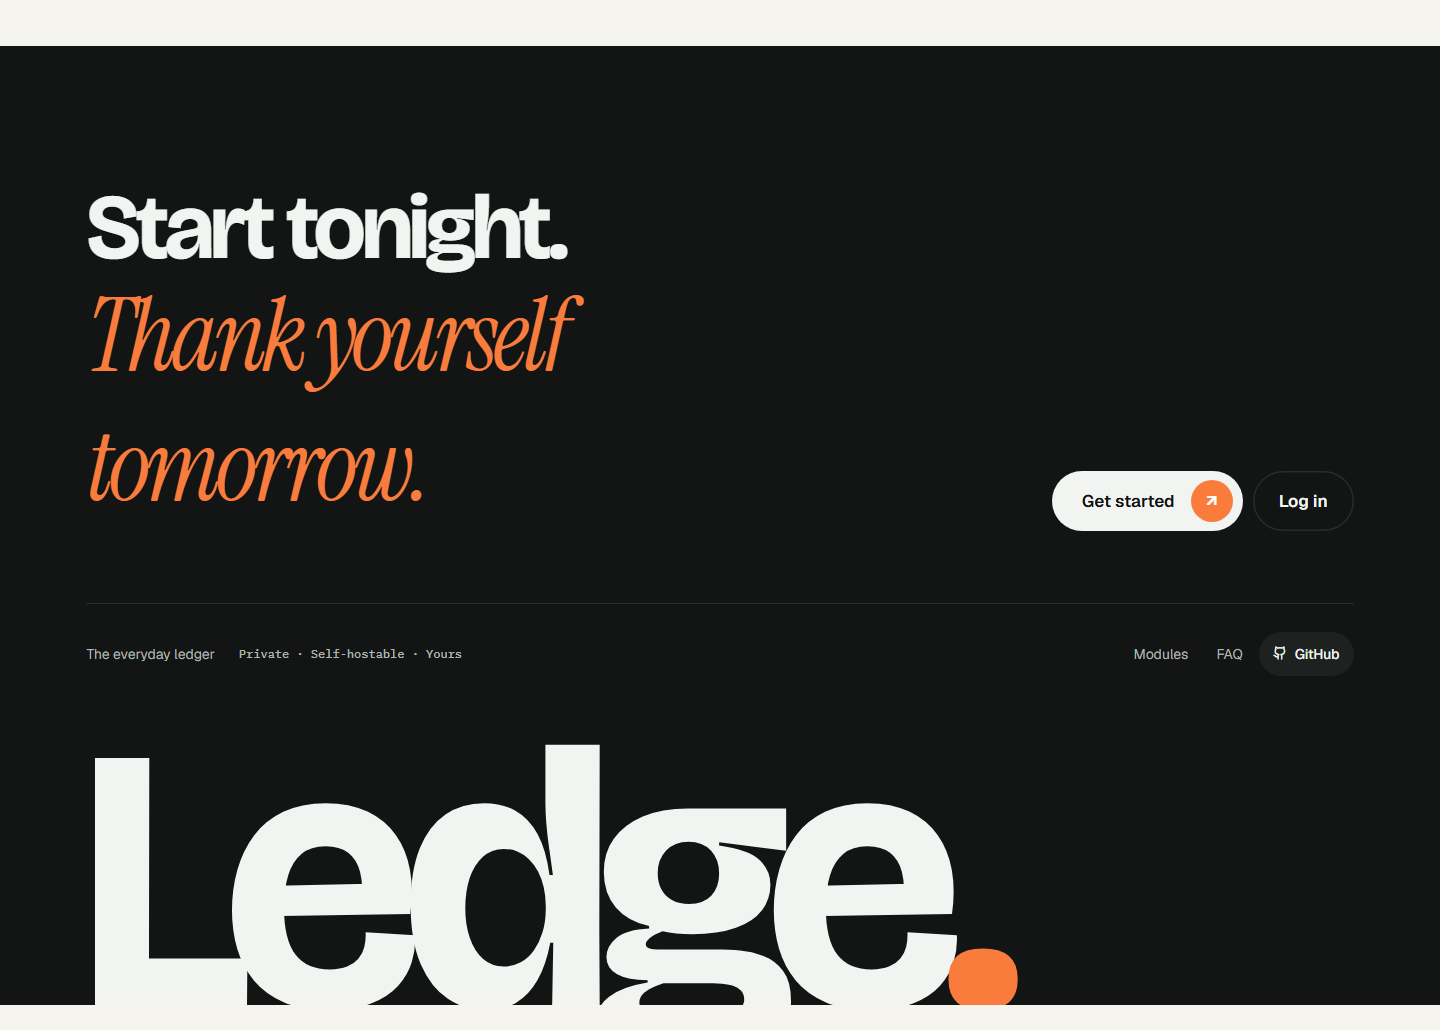 Start tonight.
Thank yourself
tomorrow.
Get started
Log in
The everyday ledger
Private · Self-hostable · Yours
Modules
FAQ
GitHub
Ledge.